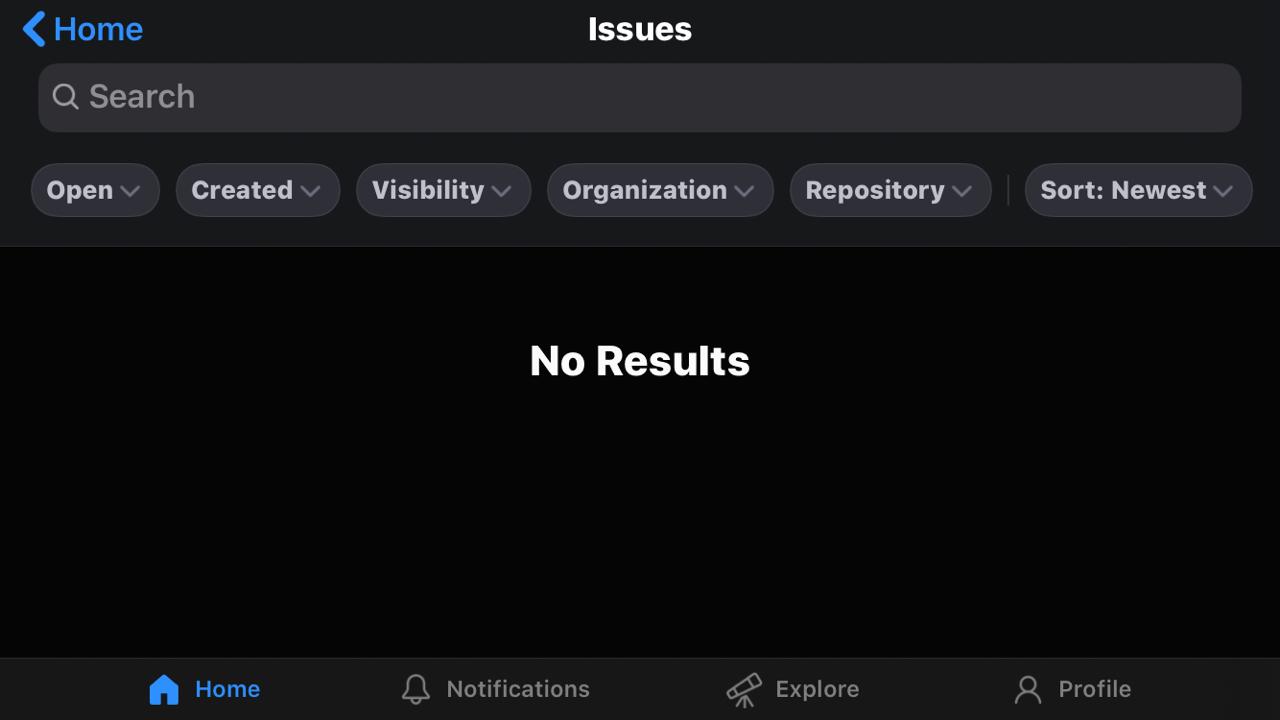 Home
Issues
Search
Open
Created
Visibility
Organization
Repository
Sort: Newest
No Results
Home
Notifications
Explore
Profile